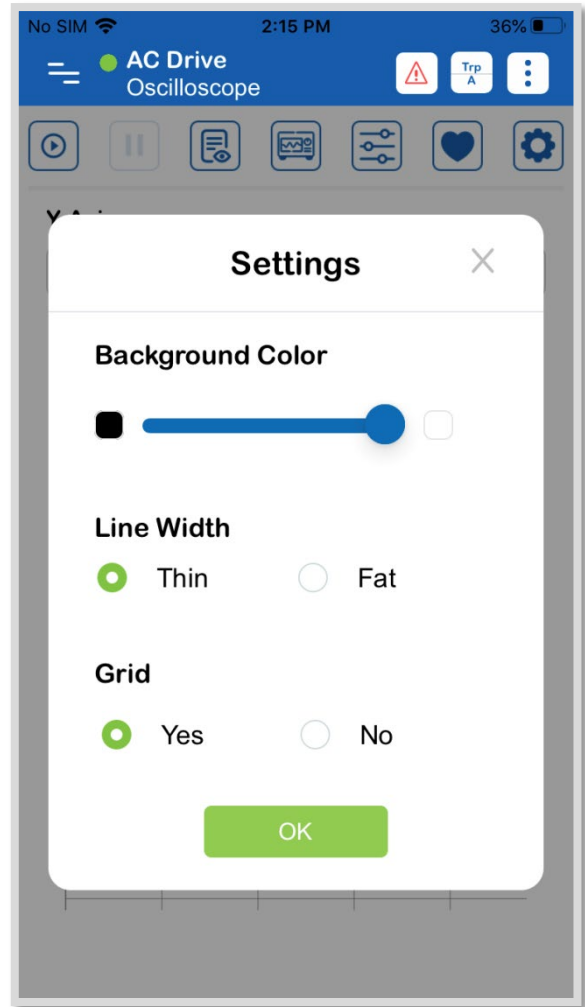 No SIM 2:15 PM 36%
AC Drive
Oscilloscope
Trp
A
Settings
Background Color
Line Width
Thin Fat
Grid
Yes No
OK